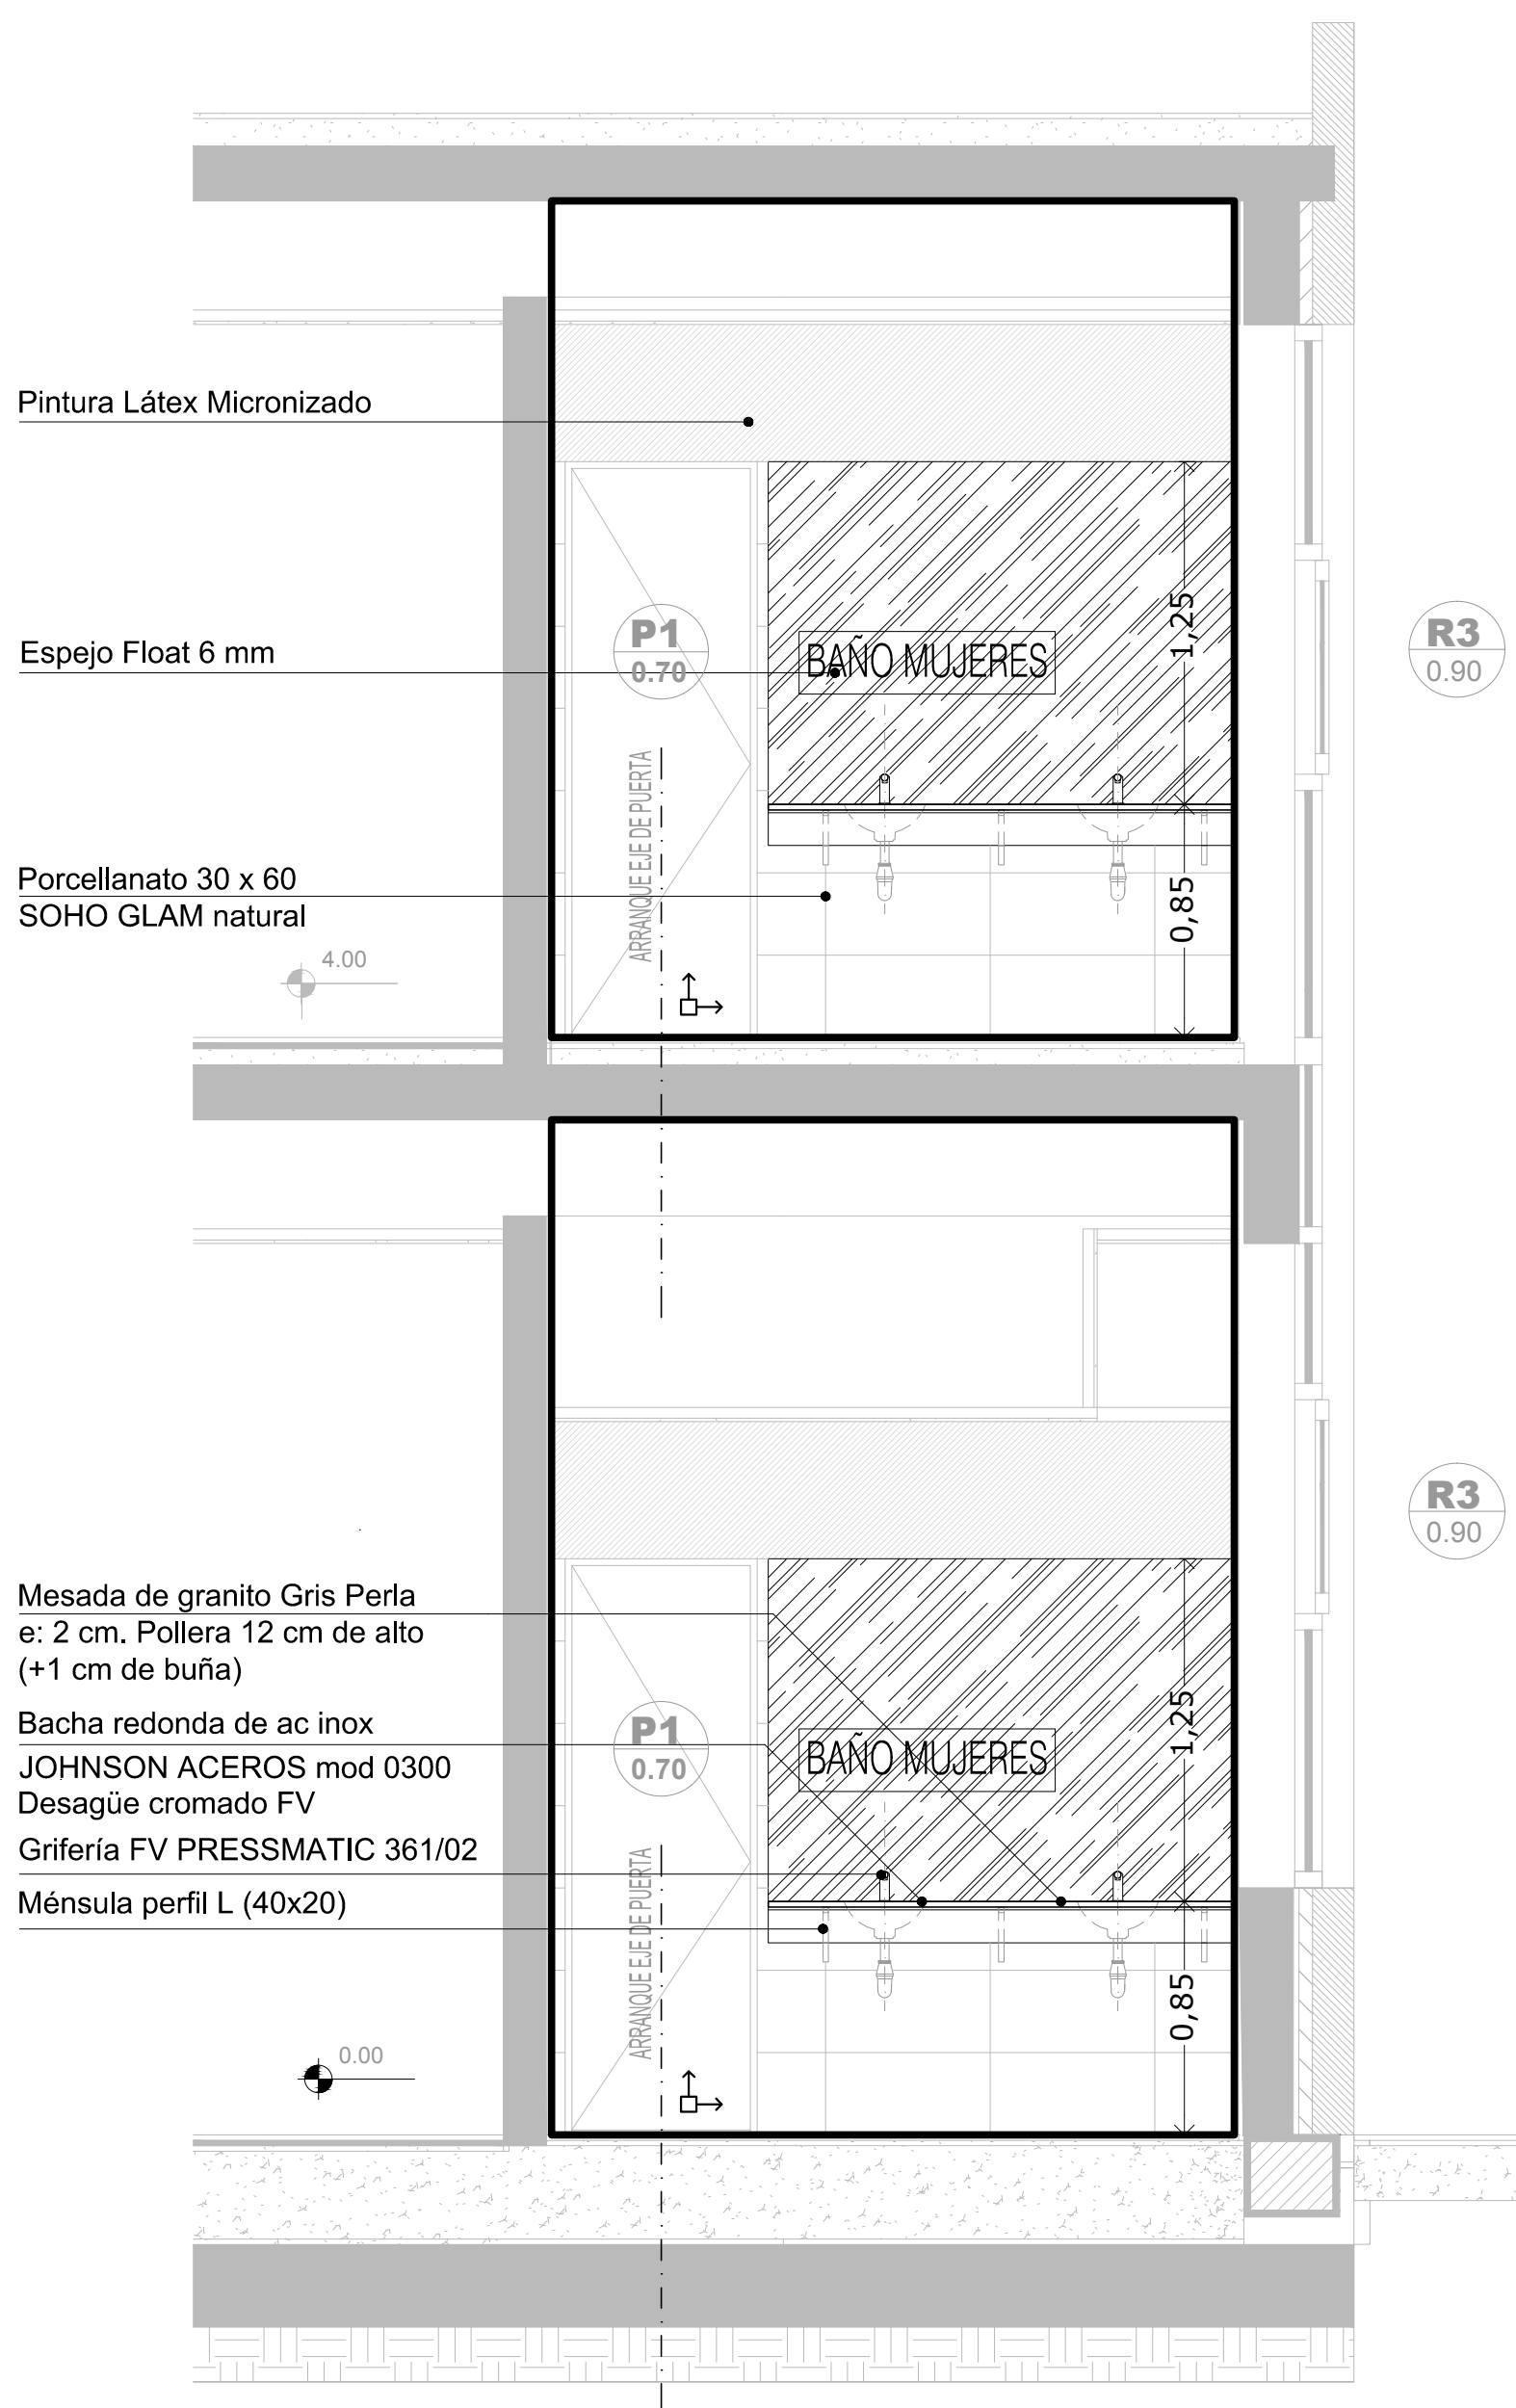 Pintura Látex Micronizado
1,25
P1
0.70
R3
0.90
Espejo Float 6 mm
BAÑO MUJERES
ARRANQUE EJE DE PUERTA
Porcellanato 30 x 60
SOHO GLAM natural
0,85
4.00
R3
0.90
Mesada de granito Gris Perla
e: 2 cm. Pollera 12 cm de alto
(+1 cm de buña)
1,25
P1
0.70
BAÑO MUJERES
Bacha redonda de ac inox
JOHNSON ACEROS mod 0300
Desagüe cromado FV
Grifería FV PRESSMATIC 361/02
Ménsula perfil L (40x20)
ARRANQUE EJE DE PUERTA
0,85
0.00